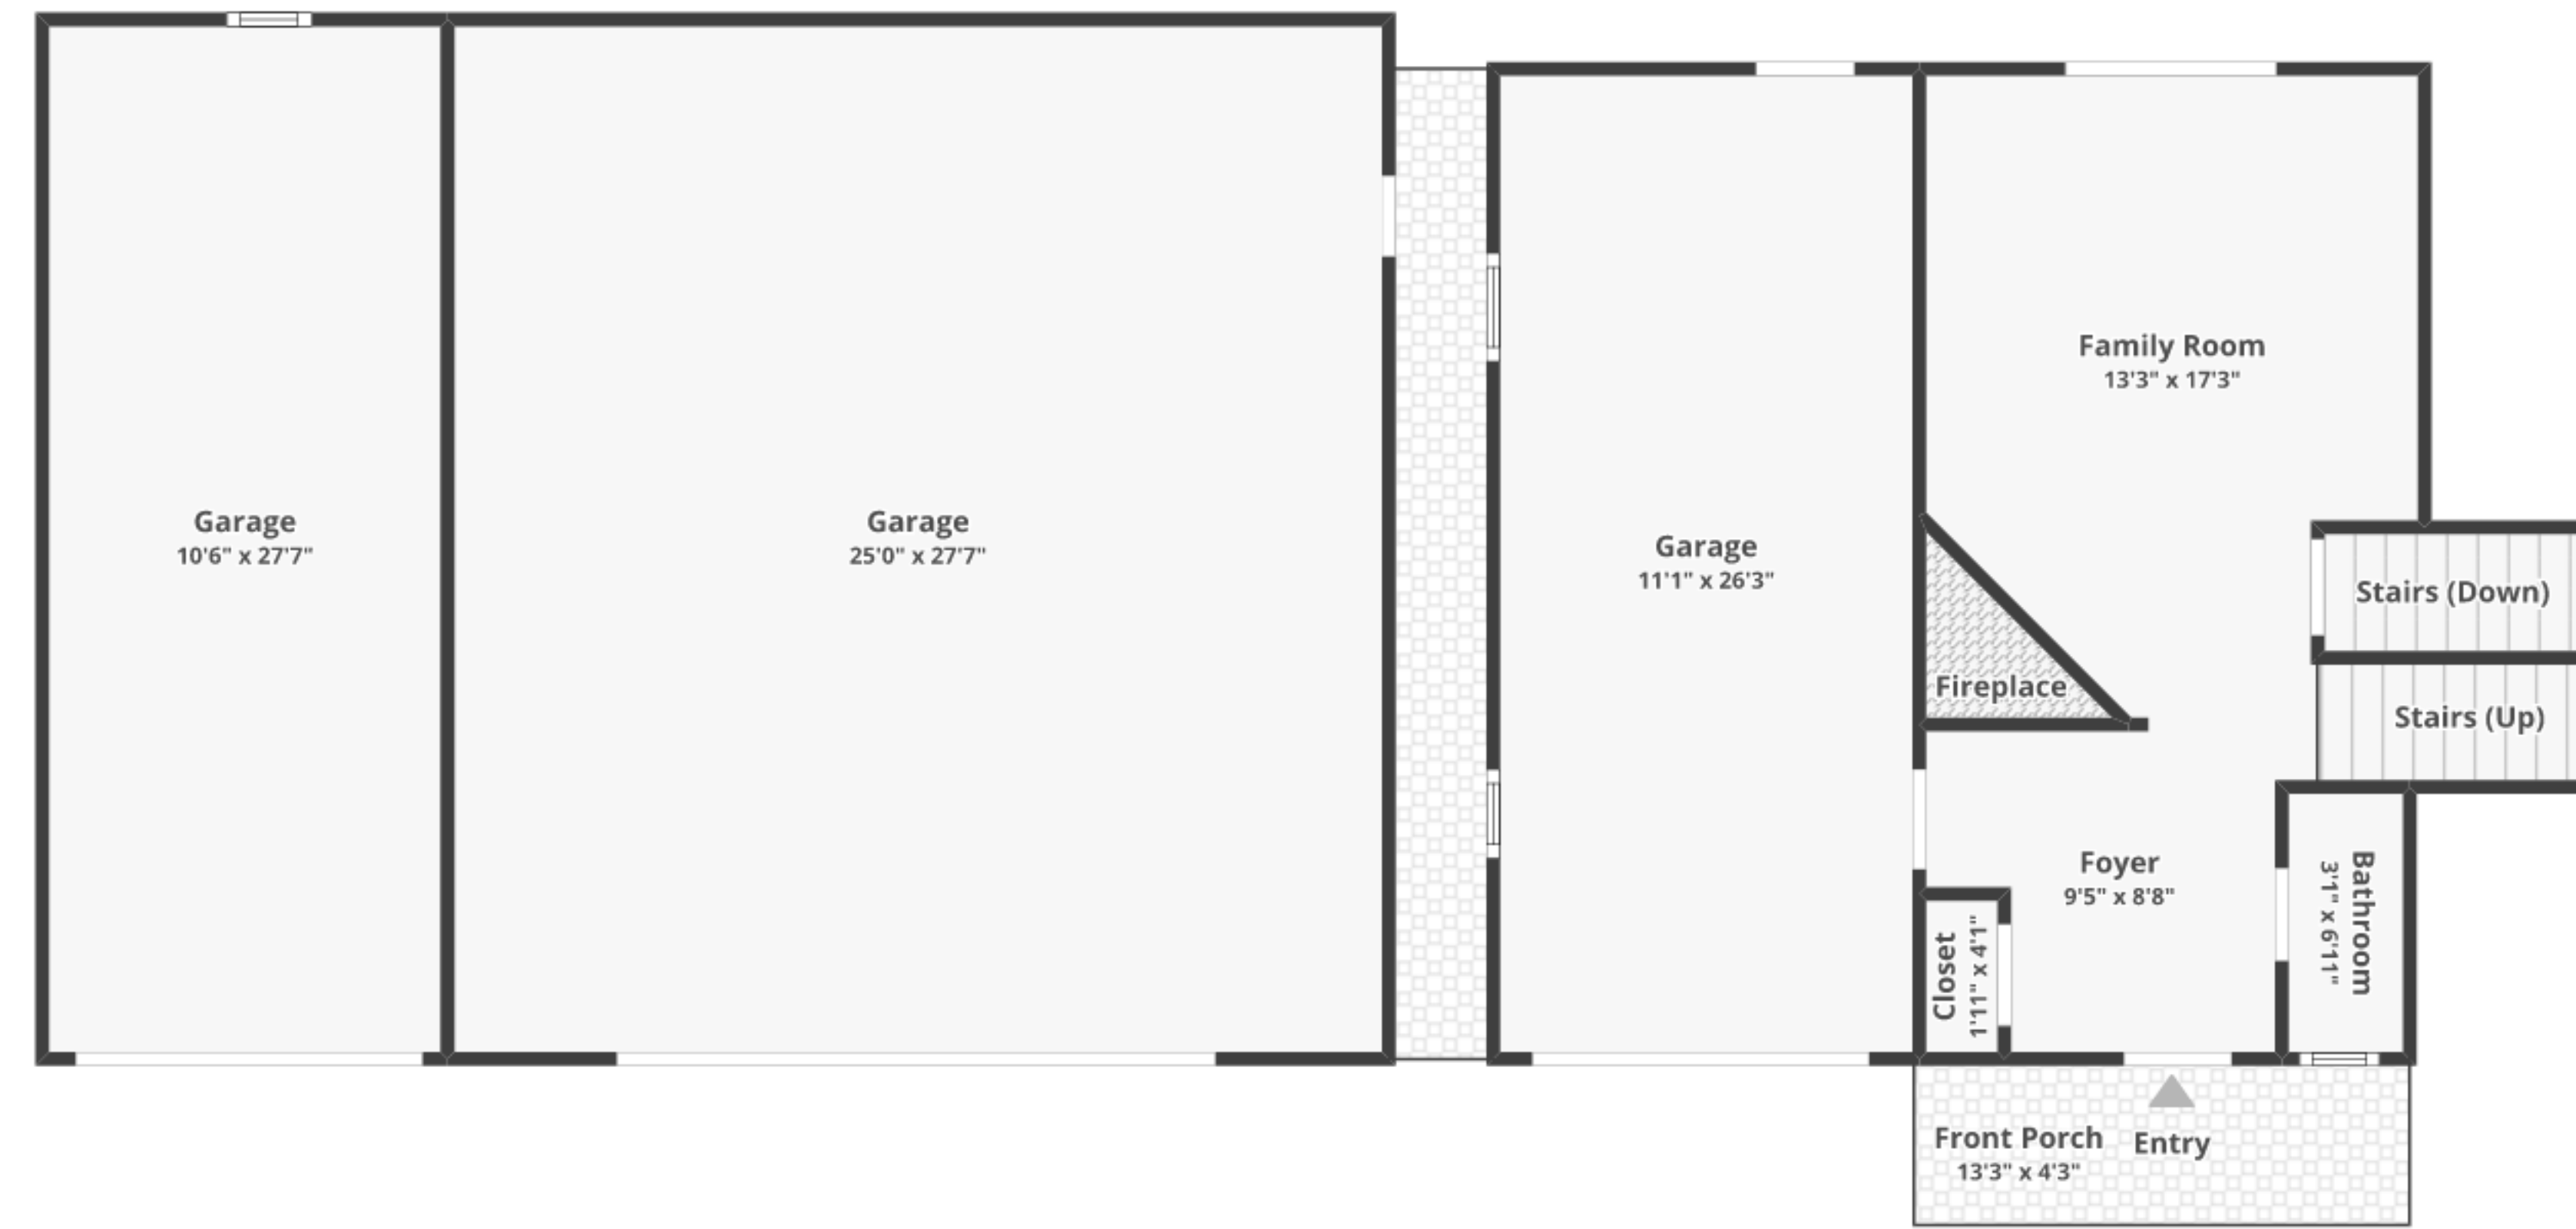 Garage
10'6" x 27'7"
Garage
25'0" x 27'7"
Garage
11'1" x 26'3"
Family Room
13'3" x 17'3"
Stairs (Down)
Fireplace
Stairs (Up)
Foyer
9'5" x 8'8"
Bathroom
3'1" x 6'11"
Closet
1'11" x 4'1"
Front Porch
13'3" x 4'3"
Entry